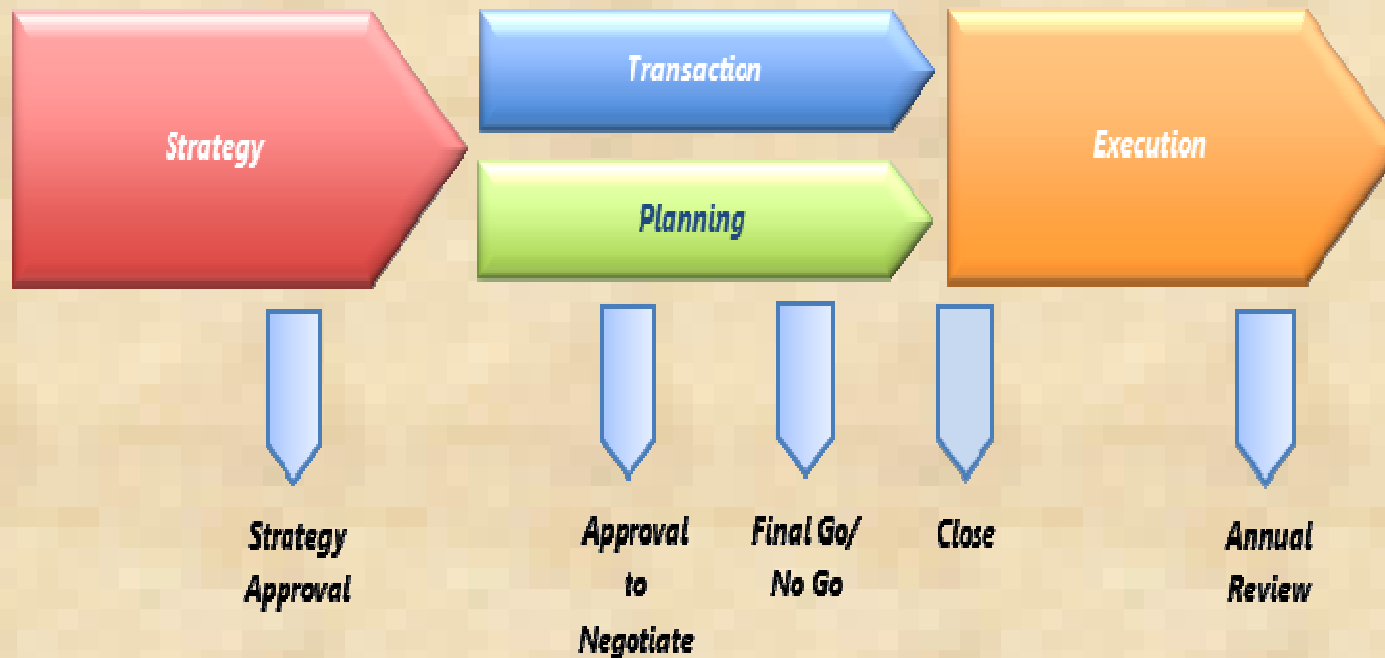 Strategy
Transaction
Planning
Execution
Strategy
Approval
Approval
to
Negotiate
Final Go/
No Go
Close
Annual
Review